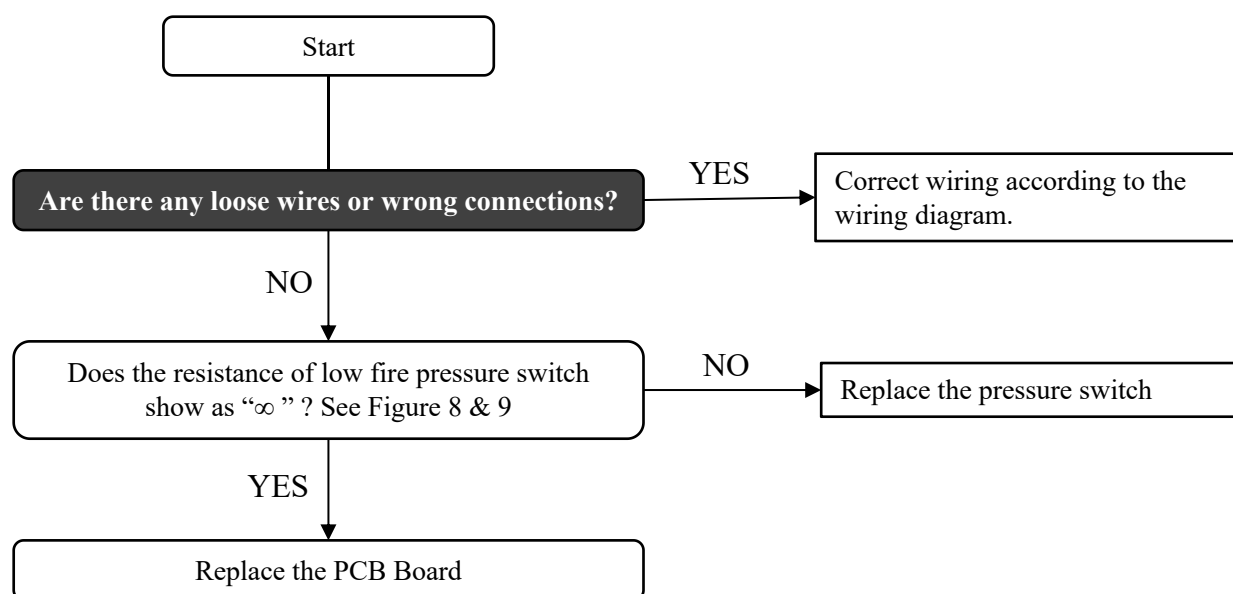 Start
Are there any loose wires or wrong connections?
YES
Correct wiring according to the
wiring diagram.
NO
Does the resistance of low fire pressure switch
show as “∞ ” ? See Figure 8 & 9
NO
Replace the pressure switch
YES
Replace the PCB Board